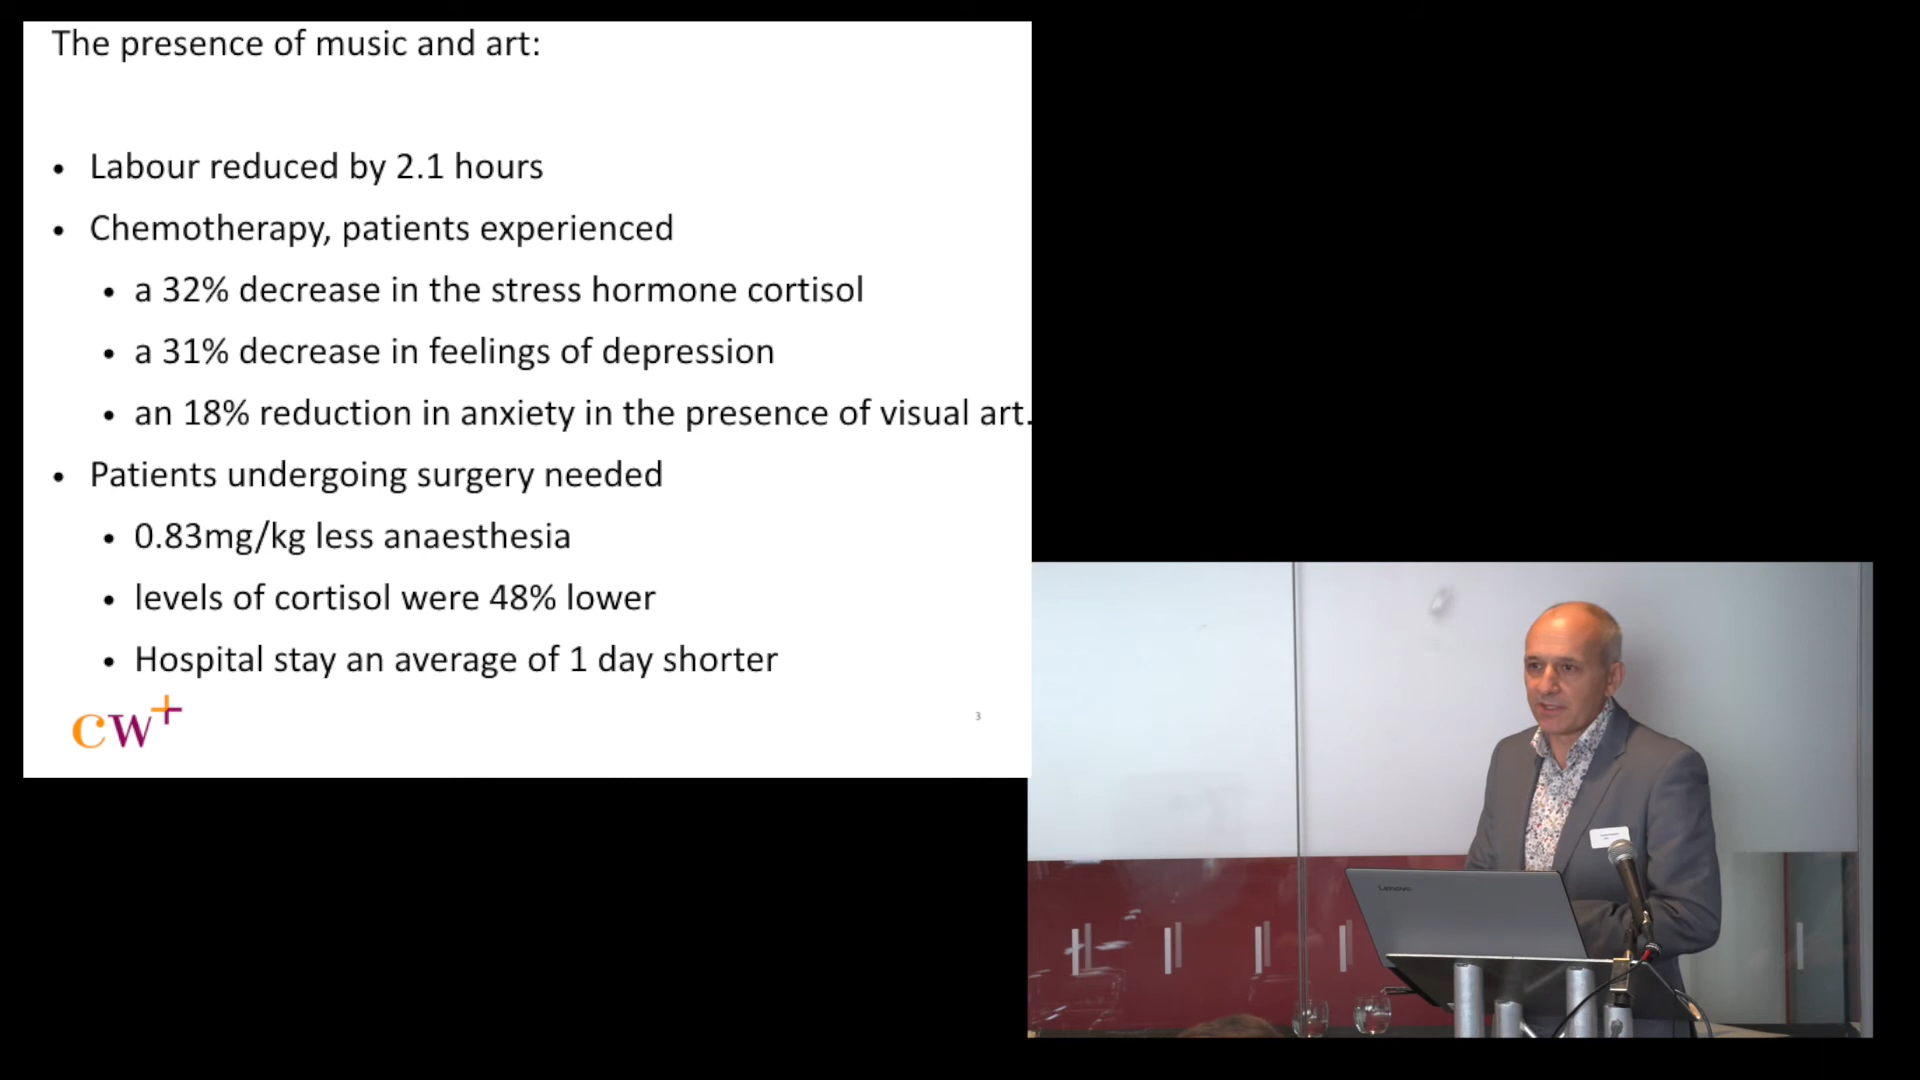 The presence of music and art:
• Labour reduced by 2.1 hours
• Chemotherapy, patients experienced
• a 32% decrease in the stress hormone cortisol
• a 31% decrease in feelings of depression
• an 18% reduction in anxiety in the presence of visual art.
• Patients undergoing surgery needed
• 0.83mg/kg less anaesthesia
• levels of cortisol were 48% lower
• Hospital stay an average of 1 day shorter
cw+
3
Lenovo